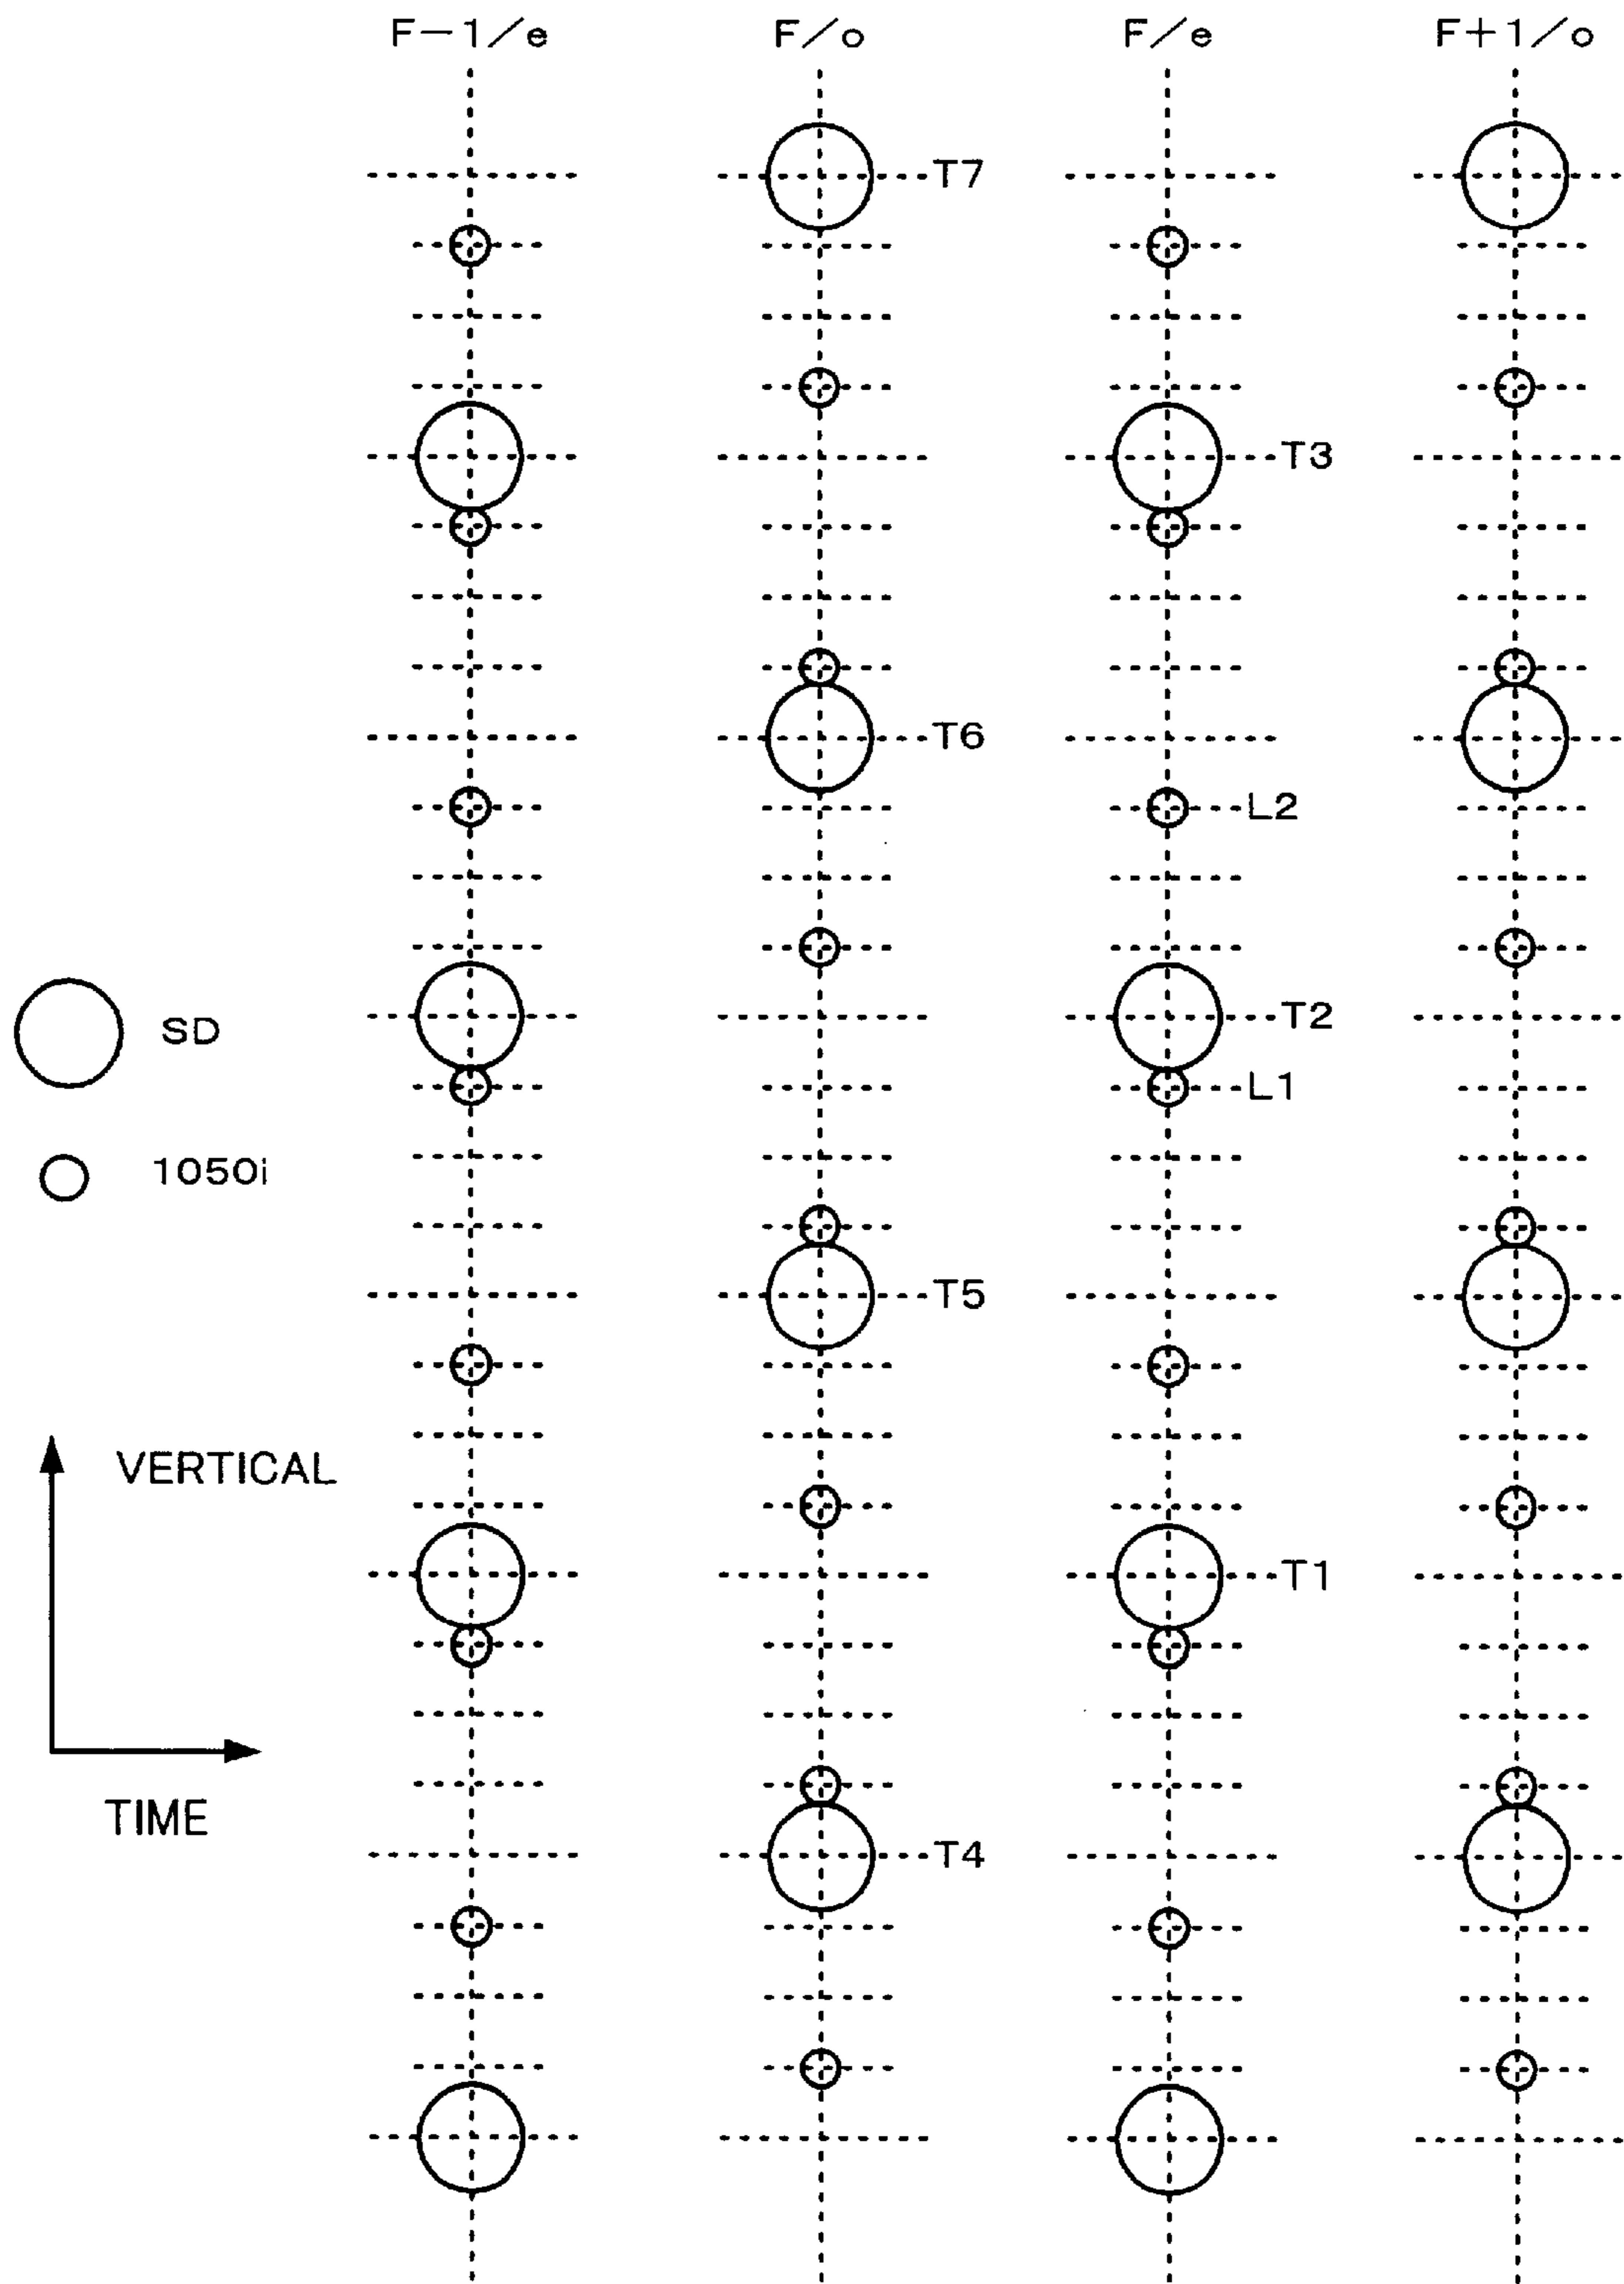 F-1/e F/o F/e F+1/o
T7
T3
T6
L2
SD
T2
L1
1050i
T5
VERTICAL
T1
TIME
T4